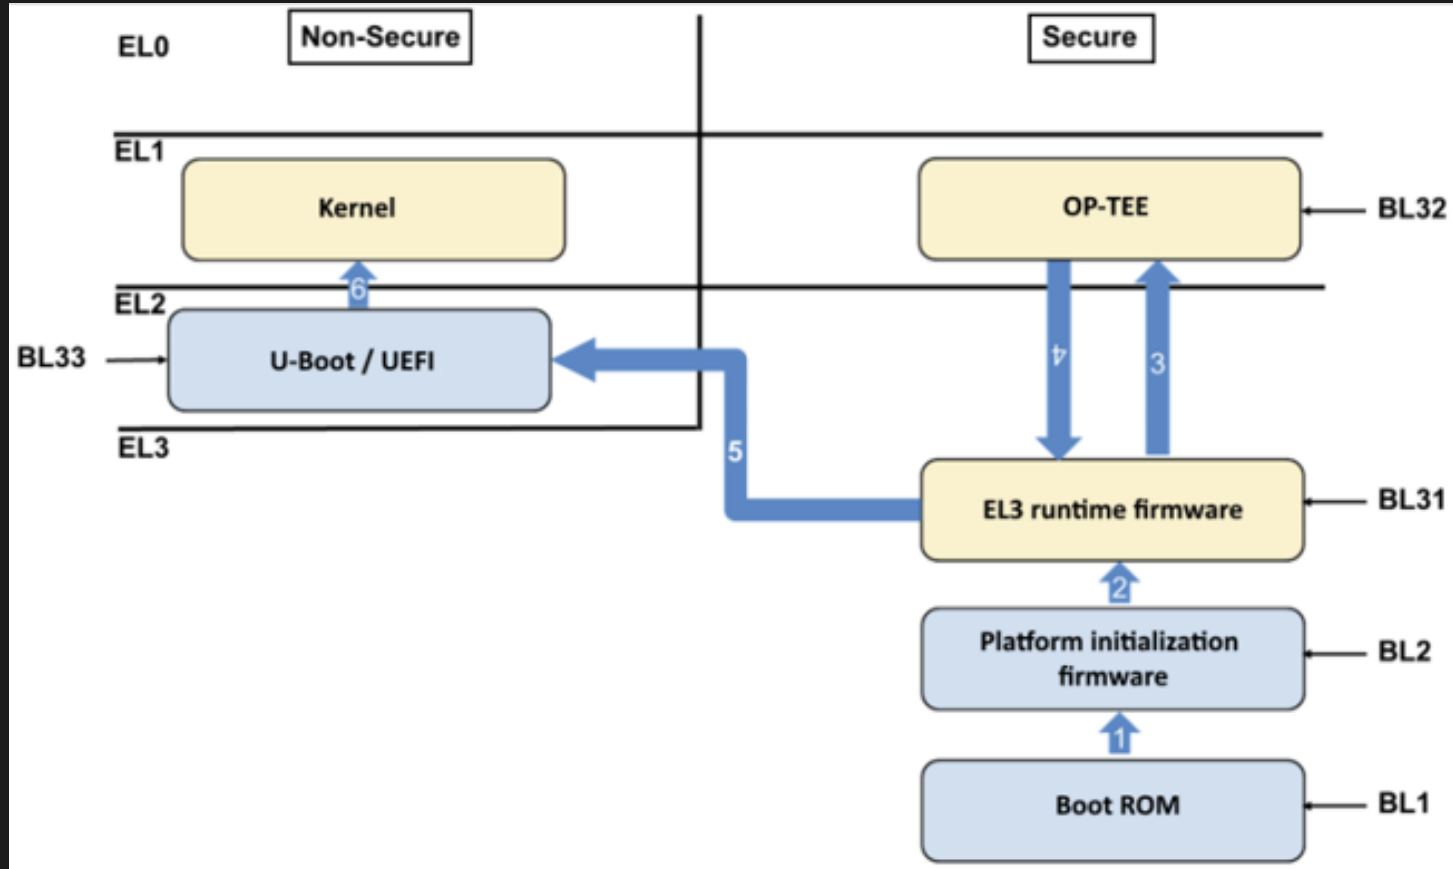 EL0
Non-Secure
Secure
EL1
Kernel
OP-TEE
BL32
6
EL2
BL33
U-Boot / UEFI
4
3
EL3
5
EL3 runtime firmware
BL31
2
Platform initialization
firmware
BL2
1
Boot ROM
BL1